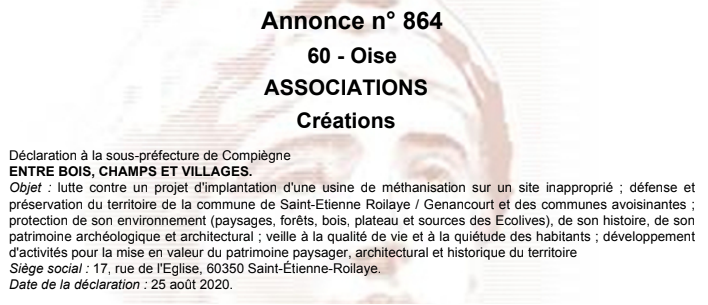 Annonce n° 864
60 - Oise
ASSOCIATIONS
Créations
Déclaration à la sous-préfecture de Compiègne
ENTRE BOIS, CHAMPS ET VILLAGES.
Objet : lutte contre un projet d'implantation d'une usine de méthanisation sur un site inapproprié ; défense et
préservation du territoire de la commune de Saint-Etienne Roilaye / Genancourt et des communes avoisinantes ;
protection de son environnement (paysages, forêts, bois, plateau et sources des Ecolives), de son histoire, de son
patrimoine archéologique et architectural ; veille à la qualité de vie et à la quiétude des habitants ; développement
d'activités pour la mise en valeur du patrimoine paysager, architectural et historique du territoire
Siège social : 17, rue de l'Eglise, 60350 Saint-Étienne-Roilaye.
Date de la déclaration : 25 août 2020.